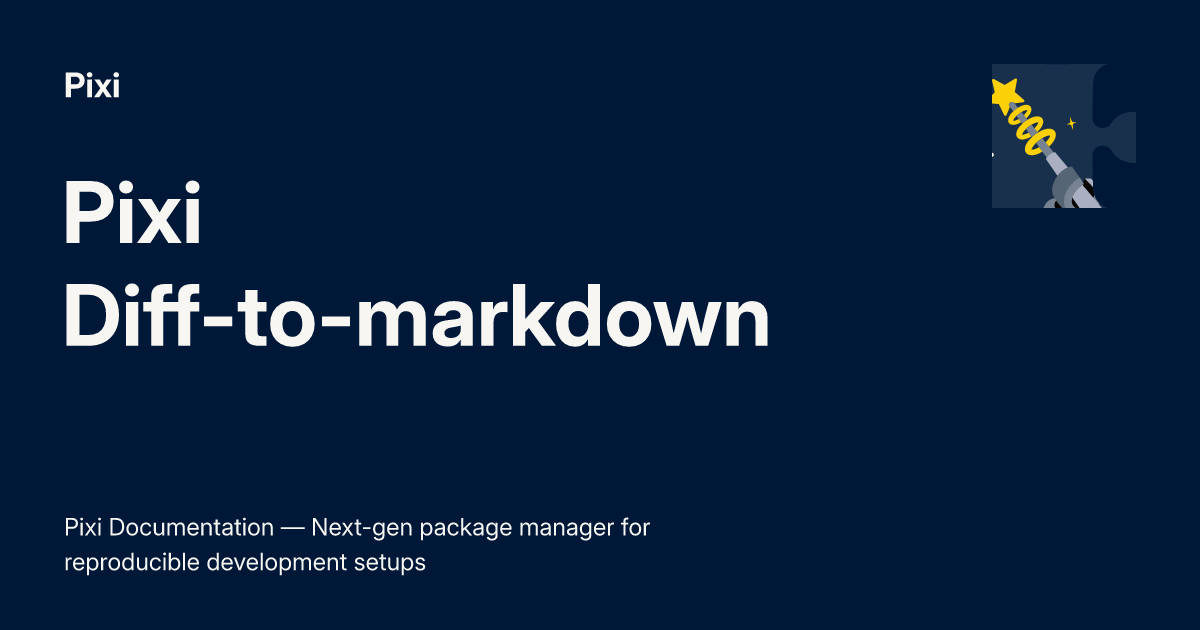 Pixi
Pixi
Diff-to-markdown
Pixi Documentation — Next-gen package manager for
reproducible development setups